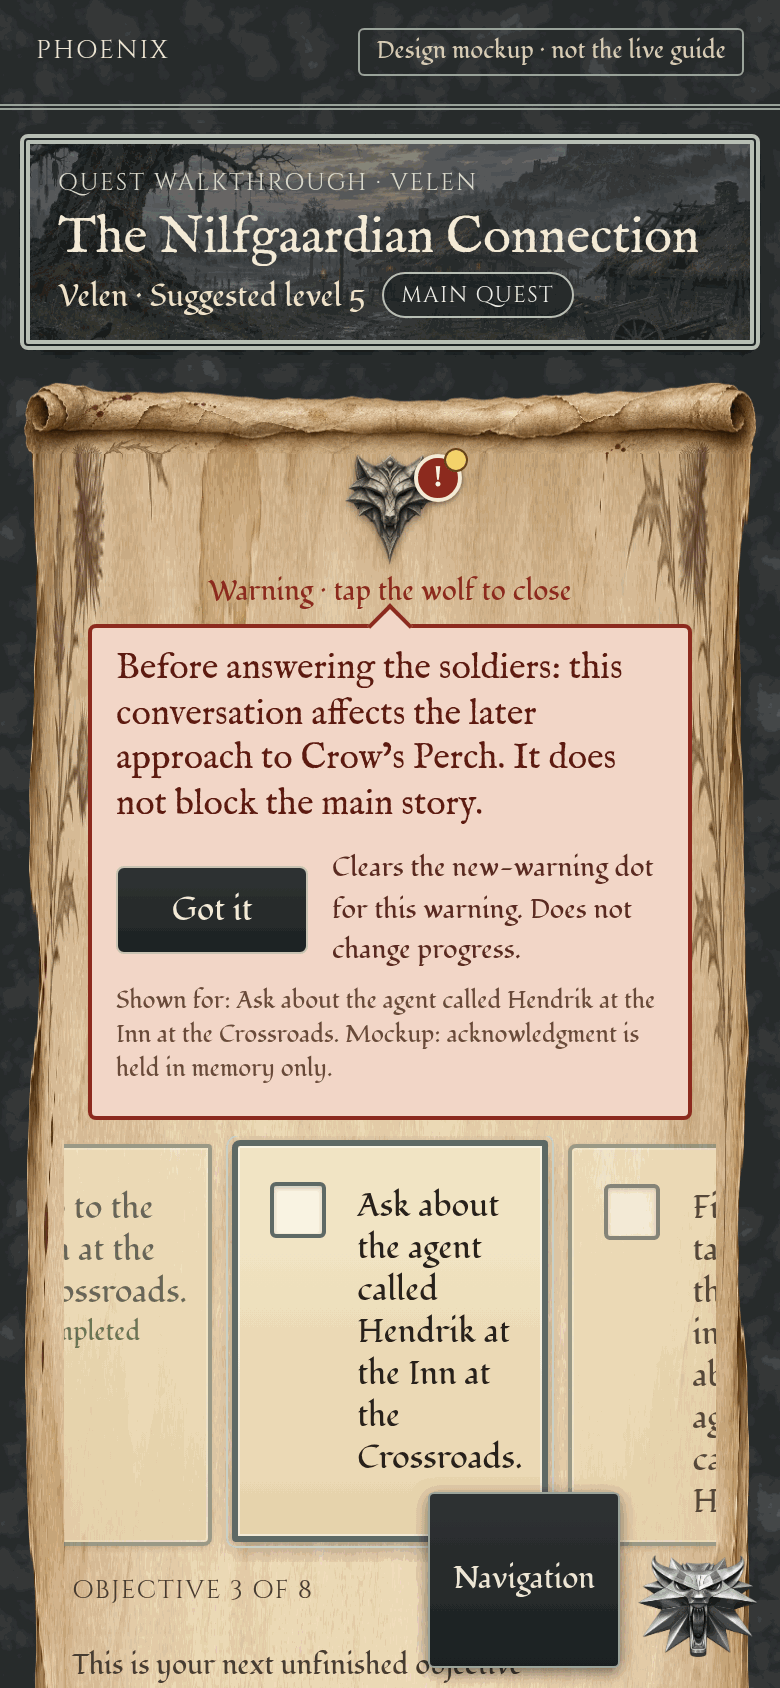 PHOENIX
Design mockup · not the live guide
QUEST WALKTHROUGH · VELEN
The Nilfgaardian Connection
Velen · Suggested level 5
MAIN QUEST
!
Warning · tap the wolf to close
Before answering the soldiers: this
conversation affects the later
approach to Crow's Perch. It does
not block the main story.
Got it
Clears the new-warning dot
for this warning. Does not
change progress.
Shown for: Ask about the agent called Hendrik at the
Inn at the Crossroads. Mockup: acknowledgment is
held in memory only.
to the
at the
Ask about
the agent
called
Hendrik at
the Inn at
the
Crossroads.
Navigation
OBJECTIVE 3 OF 8
This is your next unfinished objective